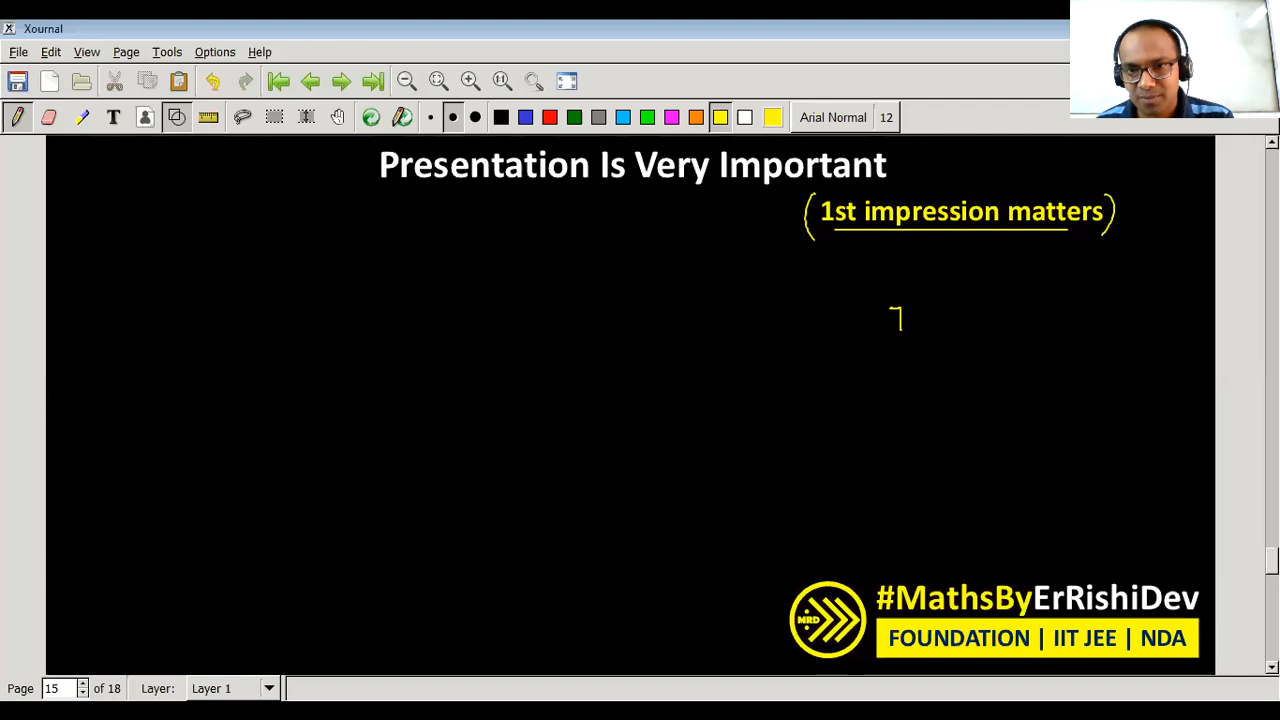 Xournal
File Edit View Page Tools Options Help
Arial Normal 12
Presentation Is Very Important
(1st impression matters)
MRD
#MathsByErRishiDev
FOUNDATION | IIT JEE | NDA
Page 15 of 18 Layer: Layer 1